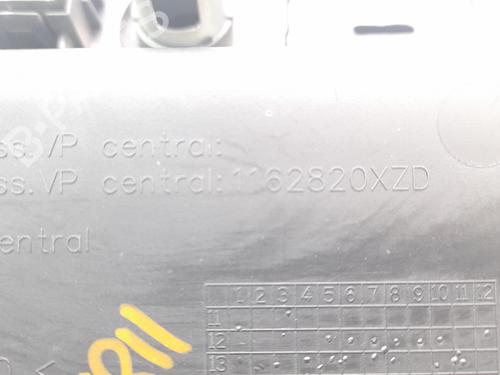 ss.VP central:
ss.VP central:1162820XZD
entral
1 2 3 4 5 6 7 8 9 10 11 12
11
12
13